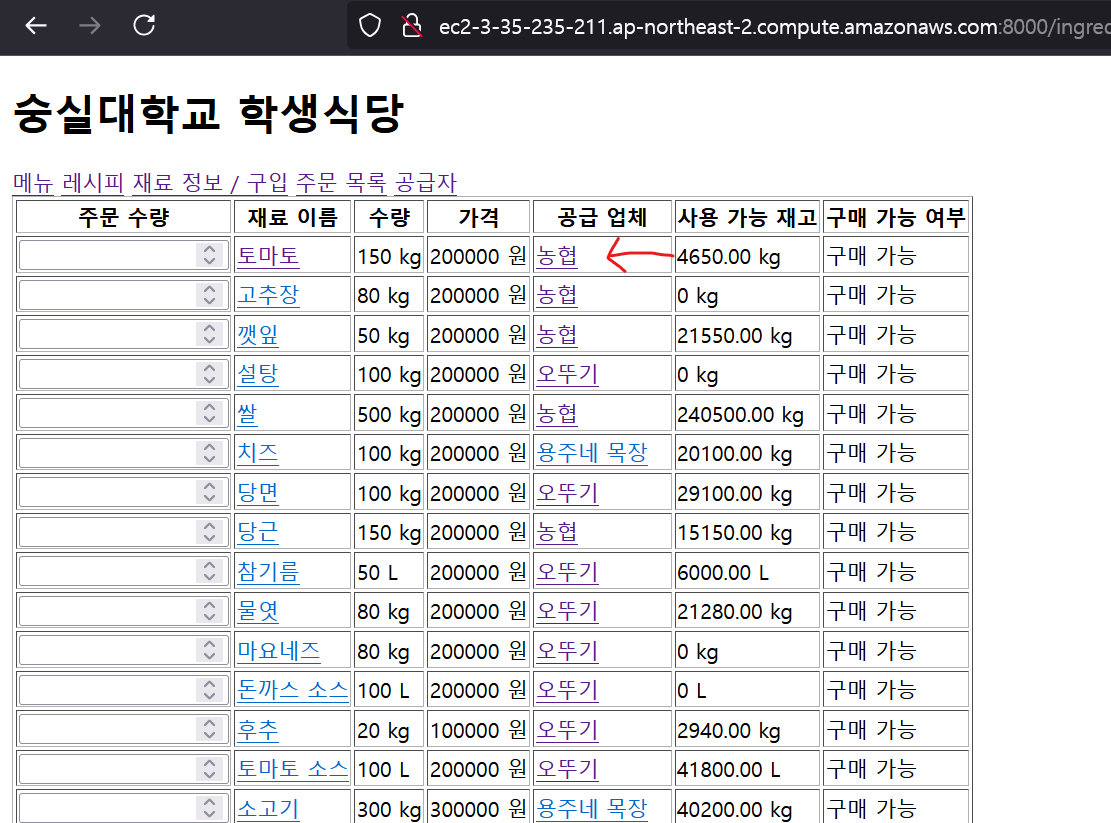 ec2-3-35-235-211.ap-northeast-2.compute.amazonaws.com:8000/ingred
숭실대학교 학생식당
메뉴 레시피 재료 정보 / 구입 주문 목록 공급자
주문 수량 재료 이름 수량 가격 공급 업체 사용 가능 재고 구매 가능 여부
토마토 150 kg 200000 원 농협 4650.00 kg 구매 가능
고추장 80 kg 200000 원 농협 0 kg 구매 가능
깻잎 50 kg 200000 원 농협 21550.00 kg 구매 가능
설탕 100 kg 200000 원 오뚜기 0 kg 구매 가능
쌀 500 kg 200000 원 농협 240500.00 kg 구매 가능
치즈 100 kg 200000 원 용주네 목장 20100.00 kg 구매 가능
당면 100 kg 200000 원 오뚜기 29100.00 kg 구매 가능
당근 150 kg 200000 원 농협 15150.00 kg 구매 가능
참기름 50 L 200000 원 오뚜기 6000.00 L 구매 가능
물엿 80 kg 200000 원 오뚜기 21280.00 kg 구매 가능
마요네즈 80 kg 200000 원 오뚜기 0 kg 구매 가능
돈까스 소스 100 L 200000 원 오뚜기 0 L 구매 가능
후추 20 kg 100000 원 오뚜기 2940.00 kg 구매 가능
토마토 소스 100 L 200000 원 오뚜기 41800.00 L 구매 가능
소고기 300 kg 300000 원 용주네 목장 40200.00 kg 구매 가능